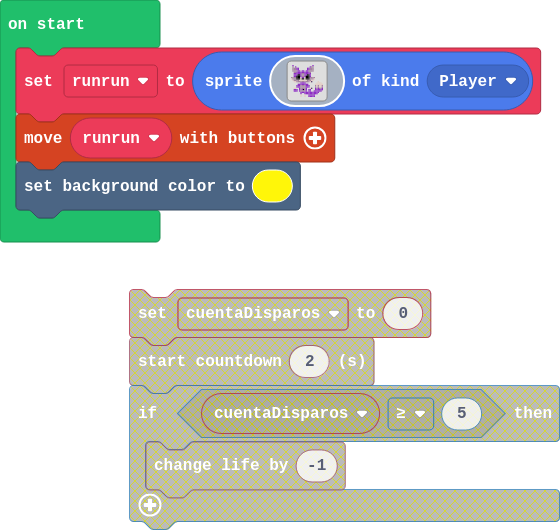 on start
set runrun to sprite of kind Player
move runrun with buttons
set background color to
set cuentaDisparos to 0
start countdown 2 (s)
if cuentaDisparos ≥ 5 then
change life by -1